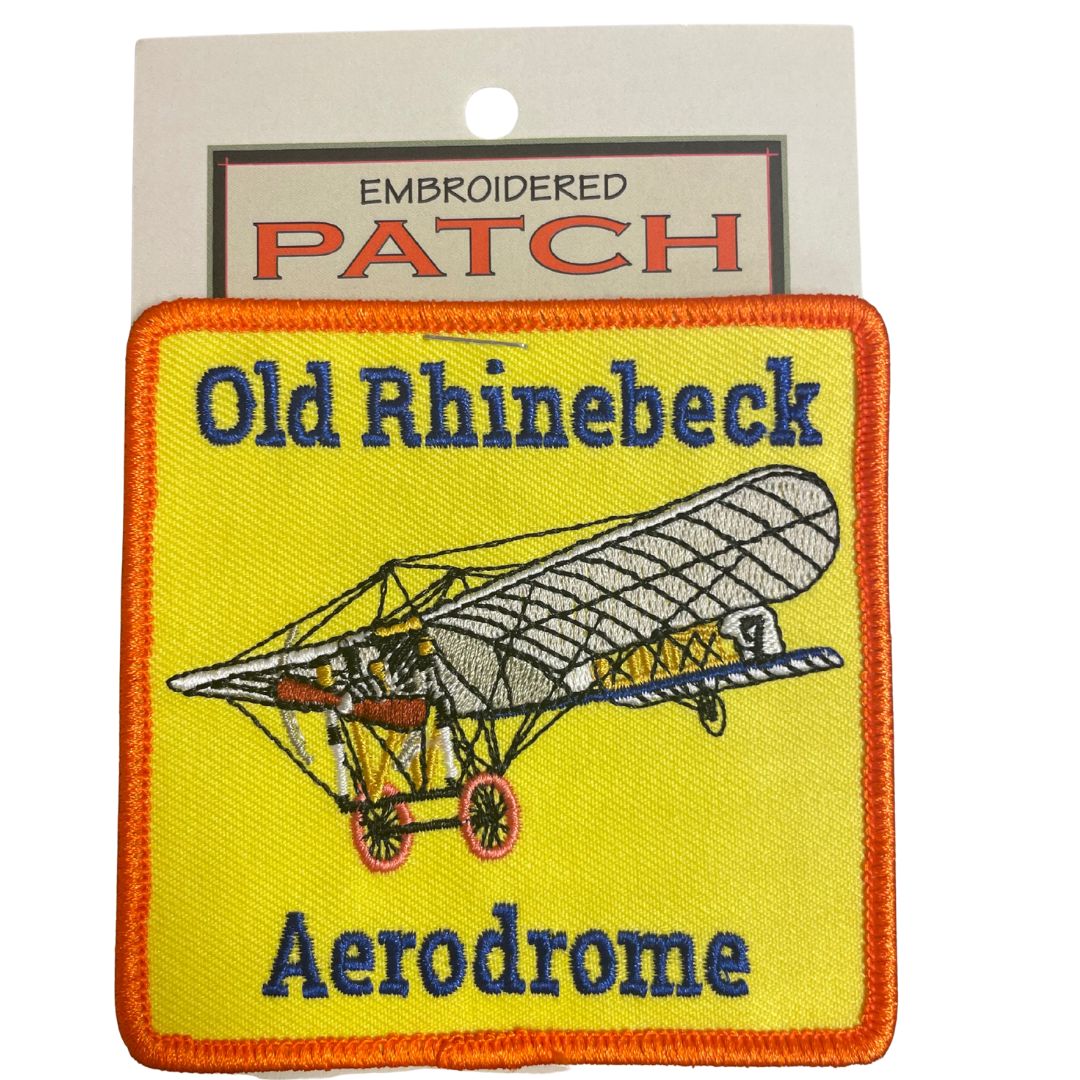 EMBROIDERED
PATCH
Old Rhinebeck
Aerodrome